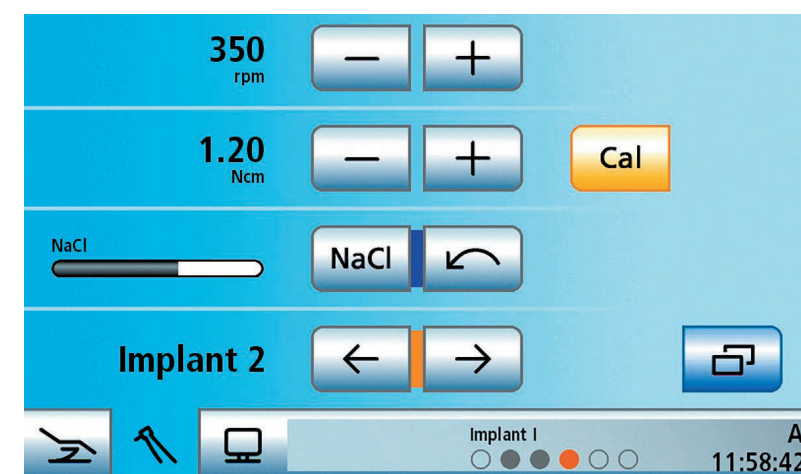 350
rpm
1.20
Ncm
Cal
NaCl
NaCl
Implant 2
Implant I
A
11:58:42